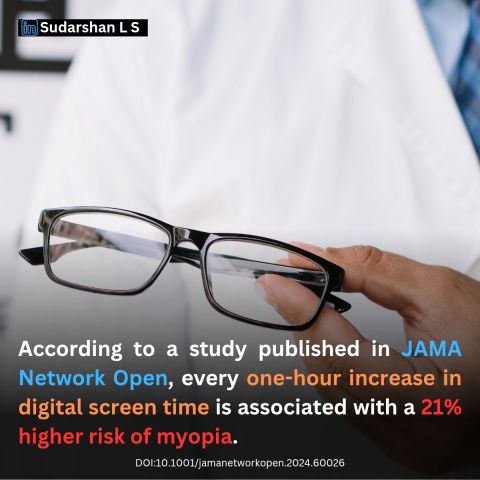 in Sudarshan L S
According to a study published in JAMA
Network Open, every one-hour increase in
digital screen time is associated with a 21%
higher risk of myopia.
DOI:10.1001/jamanetworkopen.2024.60026